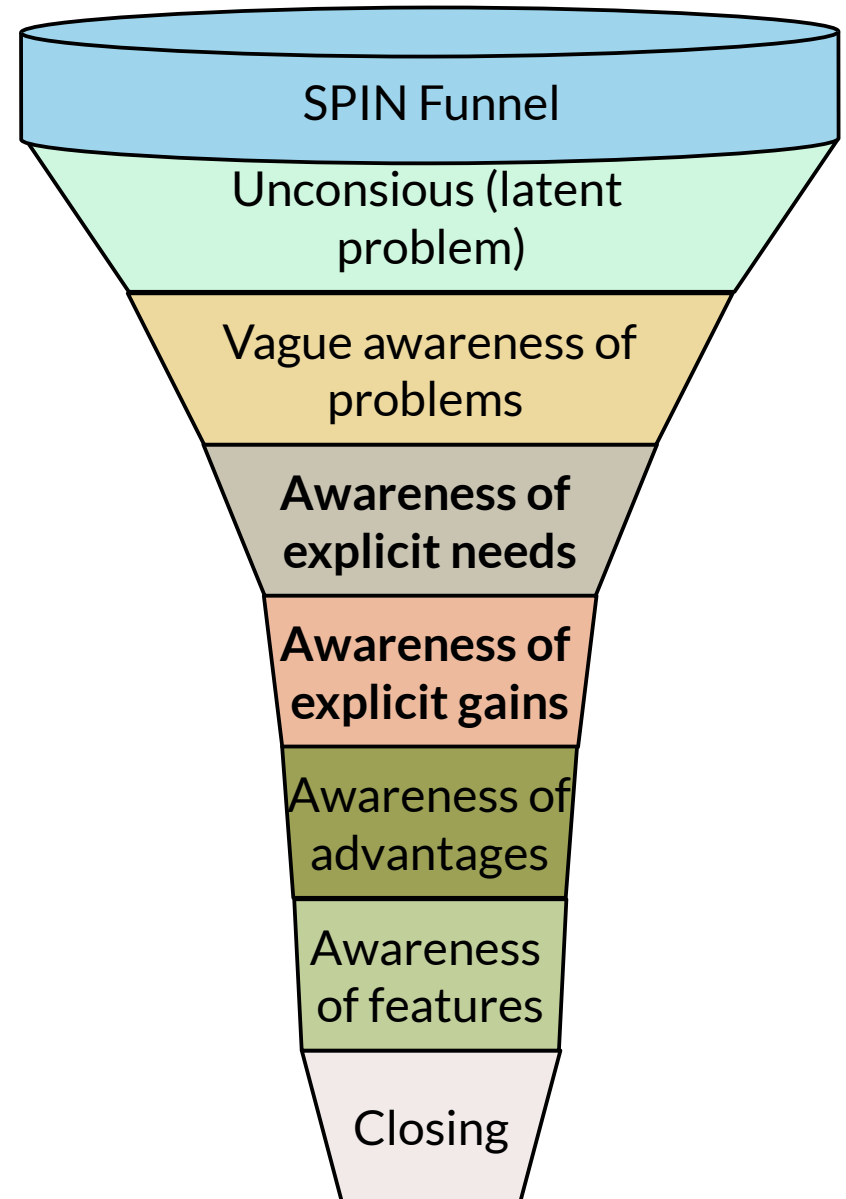 SPIN Funnel
Unconsious (latent
problem)
Vague awareness of
problems
Awareness of
explicit needs
Awareness of
explicit gains
Awareness of
advantages
Awareness
of features
Closing